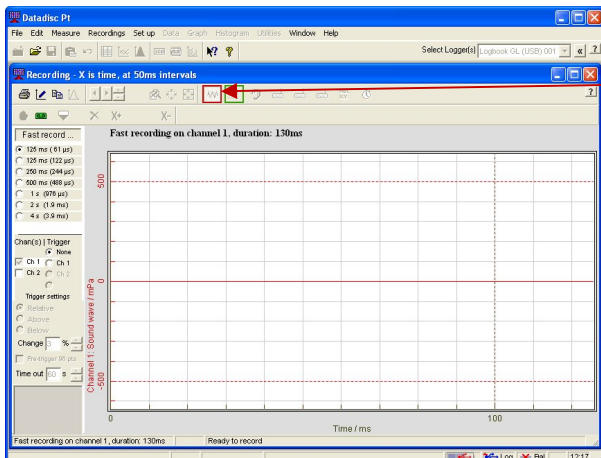 Datadisc Pt
File Edit Measure Recordings Set up Data Graph Histogram Utilities Window Help
Select Logger(s) Logbook GL (USB) 001
Recording - X is time, at 50ms intervals
X+ X-
Fast record ...
Fast recording on channel 1, duration: 130ms
125 ms ( 61 µs)
125 ms (122 µs)
250 ms (244 µs)
500 ms (488 µs)
1 s (976 µs)
2 s (1.9 ms)
4 s (3.9 ms)
Chan(s) | Trigger
None
Ch 1 Ch 1
Ch 2 Ch 2
Trigger settings
Relative
Above
Below
Change 3 %
Pre-trigger 98 pts
Time out 60 s
Channel 1: Sound wave / mPa
500
0
-500
0 100
Time / ms
Fast recording on channel 1, duration: 130ms Ready to record
Log Bal 12:17